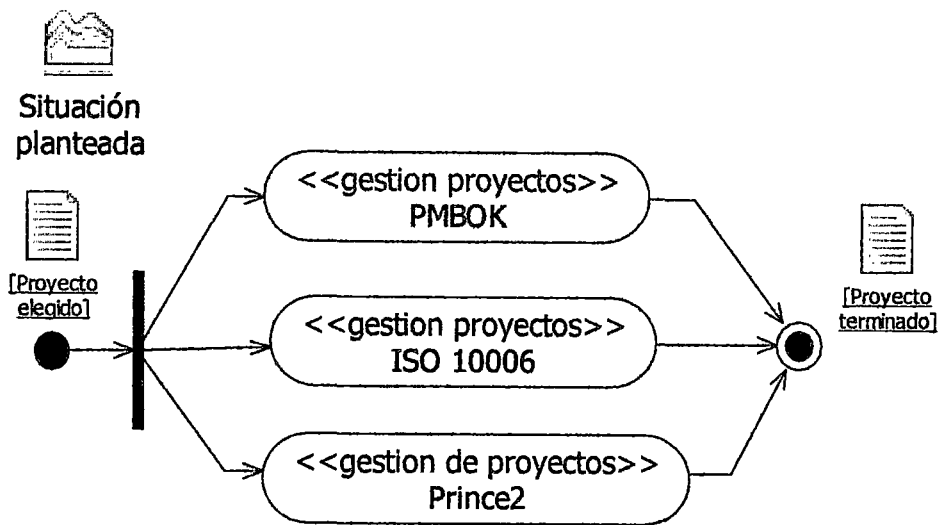 Situación
planteada
[Proyecto
elegido]
<<gestion proyectos>>
PMBOK
<<gestion proyectos>>
ISO 10006
<<gestion de proyectos>>
Prince2
[Proyecto
terminado]